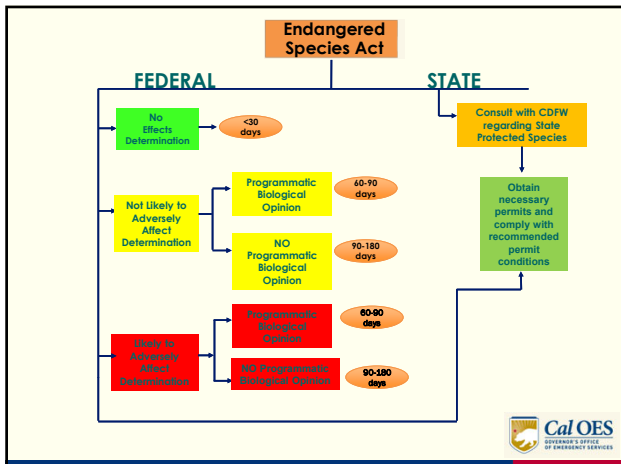 Endangered
Species Act
FEDERAL
STATE
No
Effects
Determination
<30
days
Consult with CDFW
regarding State
Protected Species
Not Likely to
Adversely
Affect
Determination
Programmatic
Biological
Opinion
60-90
days
NO
Programmatic
Biological
Opinion
90-180
days
Obtain
necessary
permits and
comply with
recommended
permit
conditions
Likely to
Adversely
Affect
Determination
Programmatic
Biological
Opinion
60-90
days
NO Programmatic
Biological Opinion
90-180
days
Cal OES
GOVERNOR'S OFFICE
OF EMERGENCY SERVICES